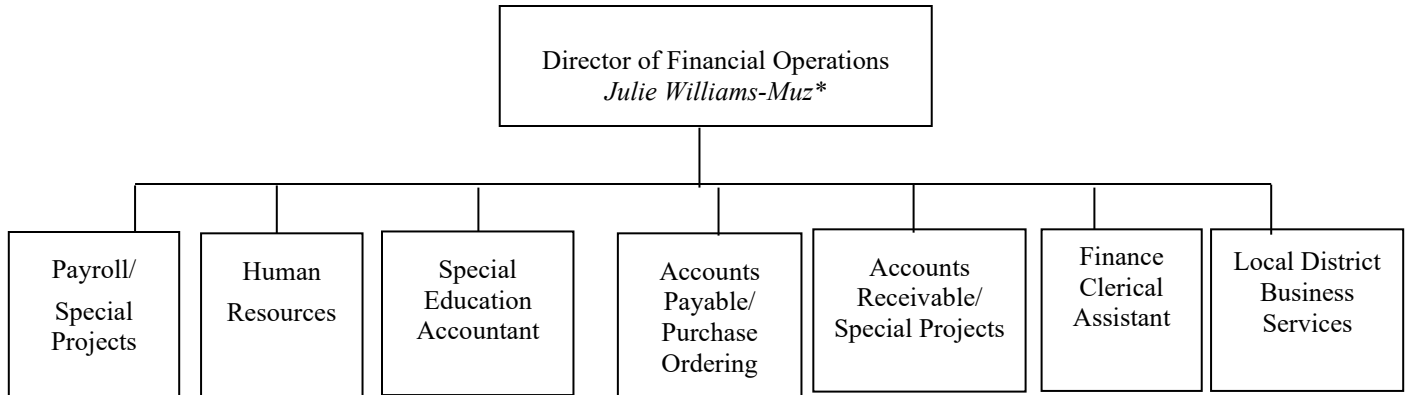 Director of Financial Operations
Julie Williams-Muz*
Payroll/
Special
Projects
Human
Resources
Special
Education
Accountant
Accounts
Payable/
Purchase
Ordering
Accounts
Receivable/
Special Projects
Finance
Clerical
Assistant
Local District
Business
Services